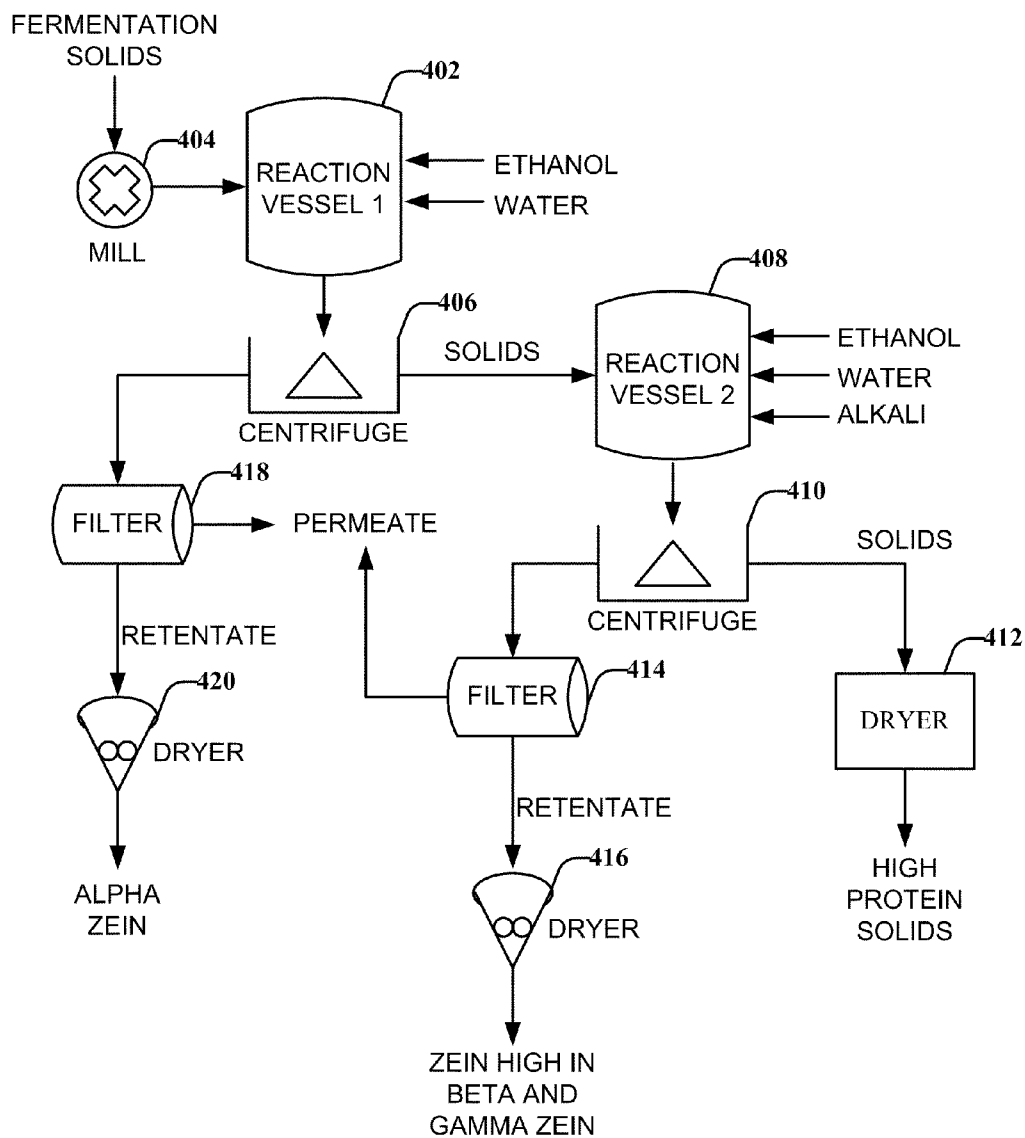 FERMENTATION
SOLIDS
402
404
REACTION
VESSEL 1
ETHANOL
WATER
MILL
408
406
SOLIDS
REACTION
VESSEL 2
ETHANOL
WATER
ALKALI
CENTRIFUGE
418
FILTER
PERMEATE
410
SOLIDS
CENTRIFUGE
RETENTATE
412
414
FILTER
DRYER
420
DRYER
RETENTATE
416
ALPHA
ZEIN
DRYER
HIGH
PROTEIN
SOLIDS
ZEIN HIGH IN
BETA AND
GAMMA ZEIN